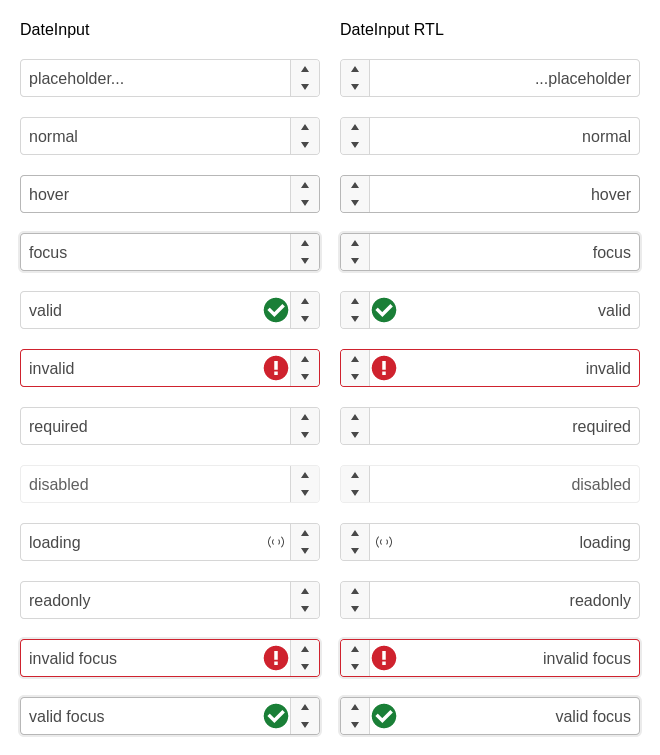 DateInput
DateInput RTL
placeholder...
...placeholder
normal
normal
hover
hover
focus
focus
valid
valid
invalid
invalid
required
required
disabled
disabled
loading
loading
readonly
readonly
invalid focus
invalid focus
valid focus
valid focus